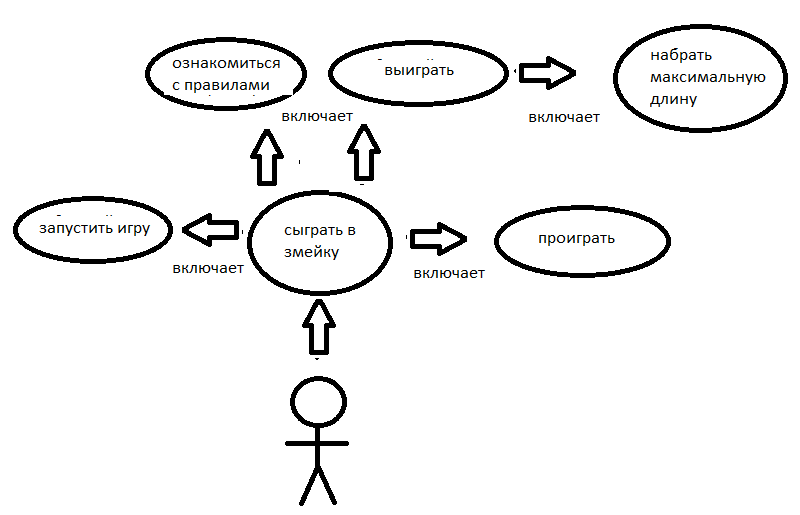 ознакомиться
с правилами
выиграть
набрать
максимальную
длину
включает
включает
запустить игру
сыграть в
змейку
проиграть
включает
включает